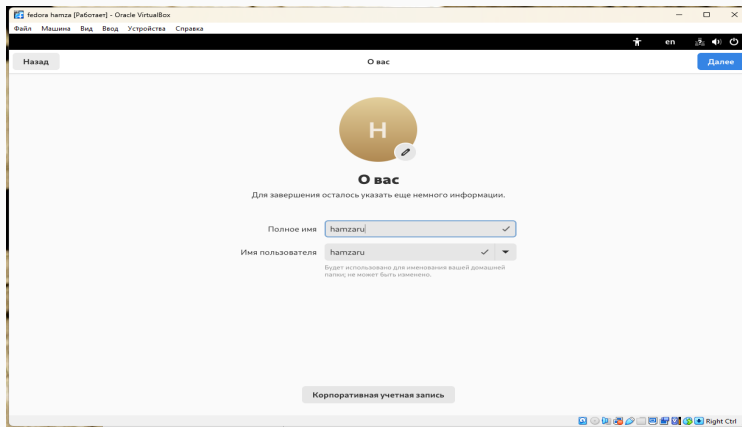 fedora hamza [Работает] - Oracle VirtualBox
Файл Машина Вид Ввод Устройства Справка
en
Назад
О вас
Далее
H
О вас
Для завершения осталось указать еще немного информации.
Полное имя hamzaru
Имя пользователя hamzaru
Будет использовано для именования вашей домашней
папки; не может быть изменено.
Корпоративная учетная запись
Right Ctrl